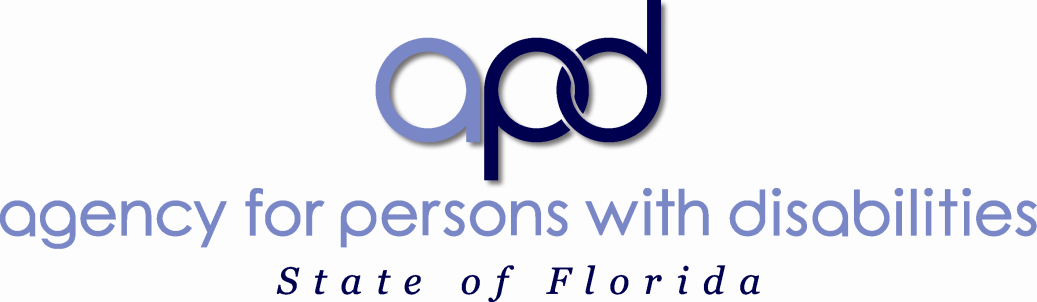 apd
agency for persons with disabilities
State of Florida